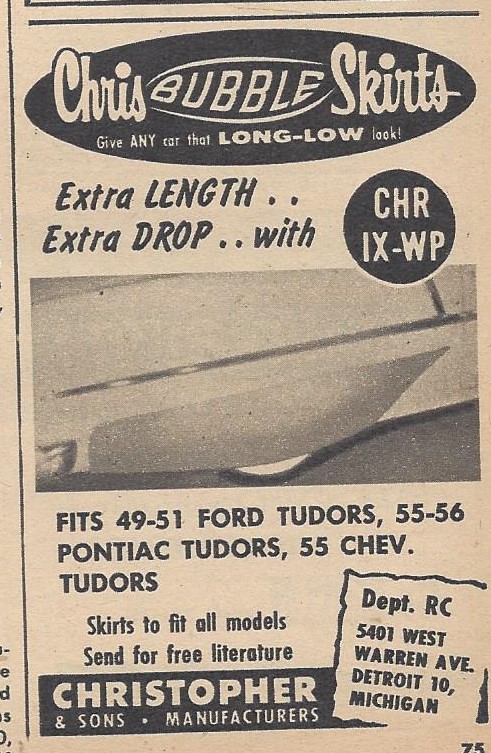 Chris BUBBLE Skirts
Give ANY car that LONG-LOW look!
Extra LENGTH . .
Extra DROP . . with
CHR
IX-WP
FITS 49-51 FORD TUDORS, 55-56
PONTIAC TUDORS, 55 CHEV.
TUDORS
Skirts to fit all models
Send for free literature
CHRISTOPHER
& SONS • MANUFACTURERS
Dept. RC
5401 WEST
WARREN AVE.
DETROIT 10,
MICHIGAN
75